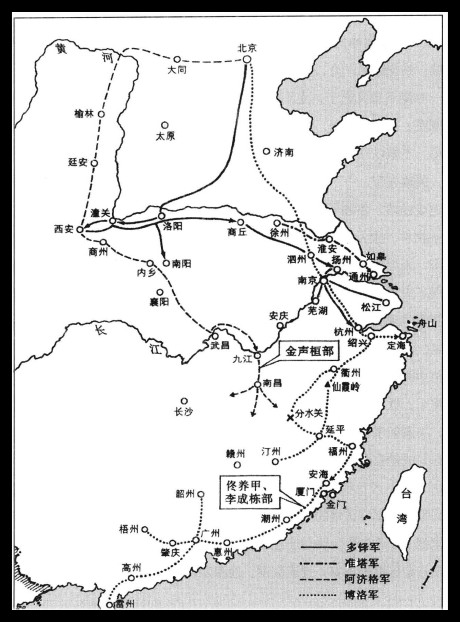 黄
河
北京
大同
榆林
太原
济南
延安
潼关
洛阳
西安
商丘
徐州
淮安
商州
泗州
扬州
如皋
内乡
南阳
通州
南京
襄阳
松江
芜湖
安庆
长
江
武昌
杭州
舟山
绍兴
定海
九江
金声桓部
衢州
南昌
仙霞岭
长沙
分水关
延平
福州
赣州
汀州
安海
佟养甲、
李成栋部
厦门
金门
韶州
潮州
台
湾
梧州
广州
肇庆
惠州
高州
雷州
多铎军
准塔军
阿济格军
博洛军